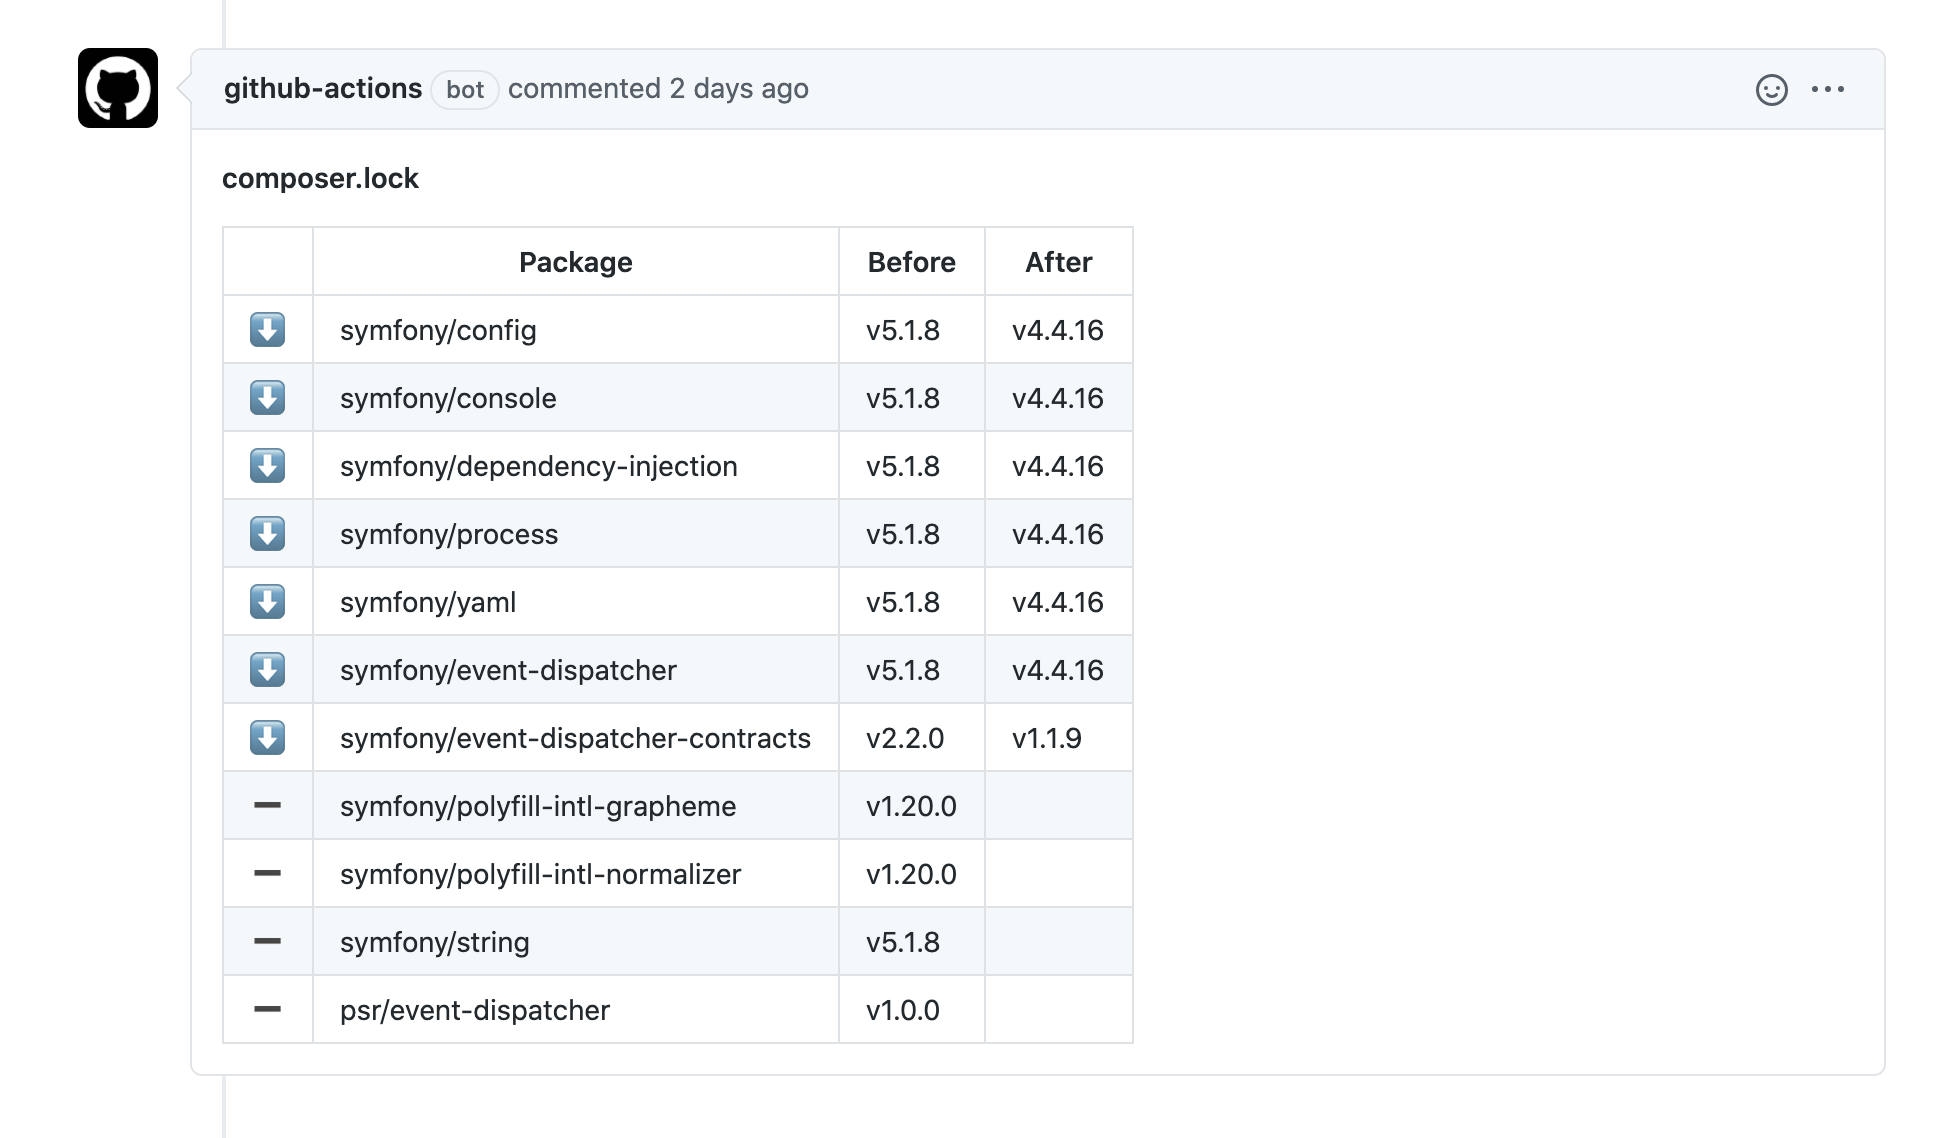 github-actions bot commented 2 days ago
composer.lock
Package Before After
symfony/config v5.1.8 v4.4.16
symfony/console v5.1.8 v4.4.16
symfony/dependency-injection v5.1.8 v4.4.16
symfony/process v5.1.8 v4.4.16
symfony/yaml v5.1.8 v4.4.16
symfony/event-dispatcher v5.1.8 v4.4.16
symfony/event-dispatcher-contracts v2.2.0 v1.1.9
symfony/polyfill-intl-grapheme v1.20.0
symfony/polyfill-intl-normalizer v1.20.0
symfony/string v5.1.8
psr/event-dispatcher v1.0.0